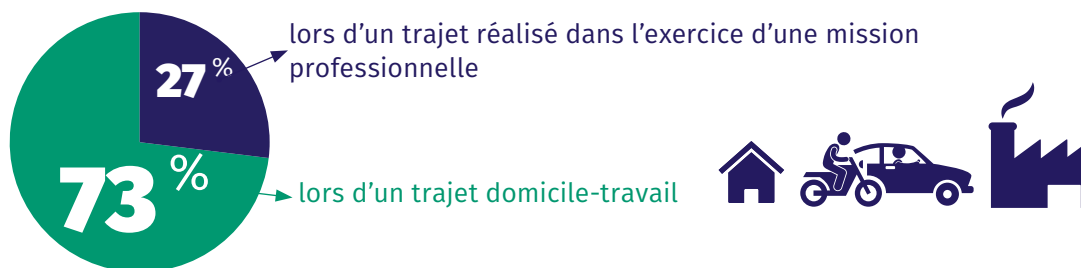 27 %
lors d’un trajet réalisé dans l’exercice d’une mission
professionnelle
73 %
lors d’un trajet domicile-travail